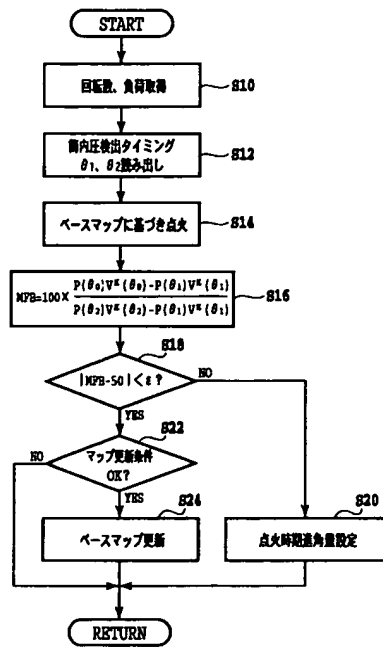 START
回転数、負荷取得
S10
筒内圧検出タイミング
θ1、θ2読み出し
S12
ベースマップに基づき点火
S14
MFB=100×
P(θ0)V^κ(θ0)-P(θ1)V^κ(θ1)
P(θ2)V^κ(θ2)-P(θ1)V^κ(θ1)
S16
S18
|MFB-50|<ε?
NO
YES
S22
NO
マップ更新条件
OK?
YES
S24
S20
ベースマップ更新
点火時期進角量設定
RETURN